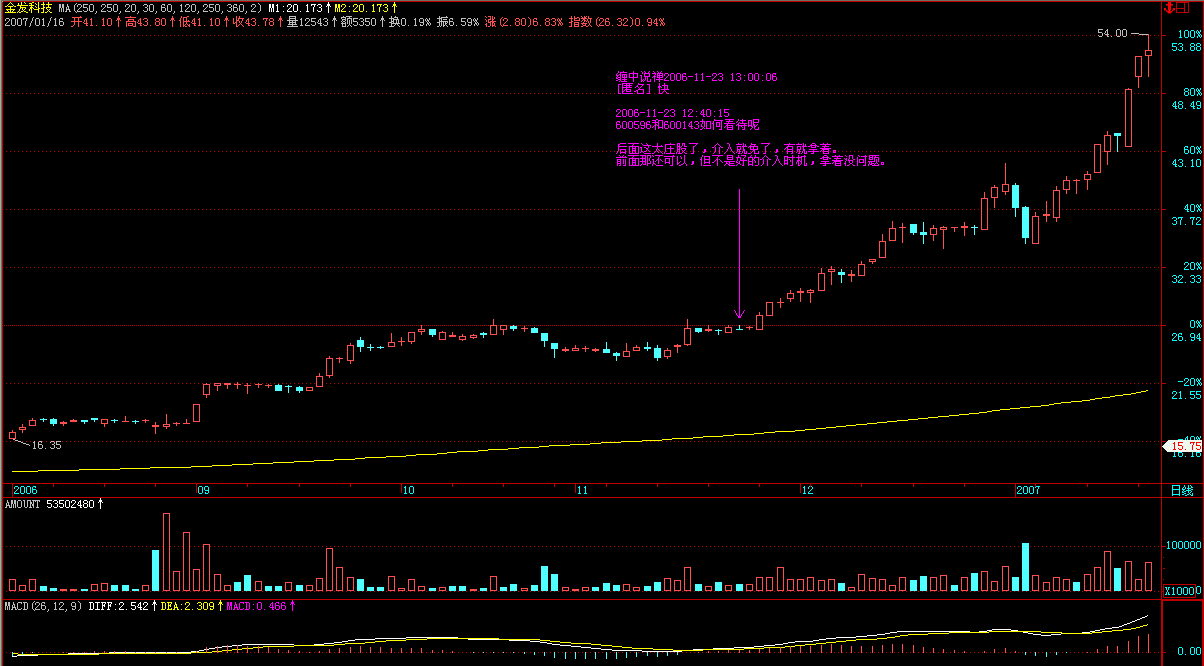 金发科技 MA(250,250,20,30,60,120,250,360,2) M1:20.173↑M2:20.173↑
2007/01/16 开41.10↑高43.80↑低41.10↑收43.78↑量12543↑额5350↑换0.19% 振6.59% 涨(2.80)6.83% 指数(26.32)0.94%
54.00
100%
53.88
缠中说禅2006-11-23 13:00:06
[匿名] 快
80%
48.49
2006-11-23 12:40:15
600596和600143如何看待呢
后面这太庄股了，介入就免了，有就拿着。
前面那还可以，但不是好的介入时机，拿着没问题。
60%
43.10
40%
37.72
20%
32.33
0%
26.94
-20%
21.55
16.35
15.75
16.16
2006 09 10 11 12 2007 日线
AMOUNT 53502480↑
100000
X10000
MACD(26,12,9) DIFF:2.542↑DEA:2.309↑MACD:0.466↑
0.00